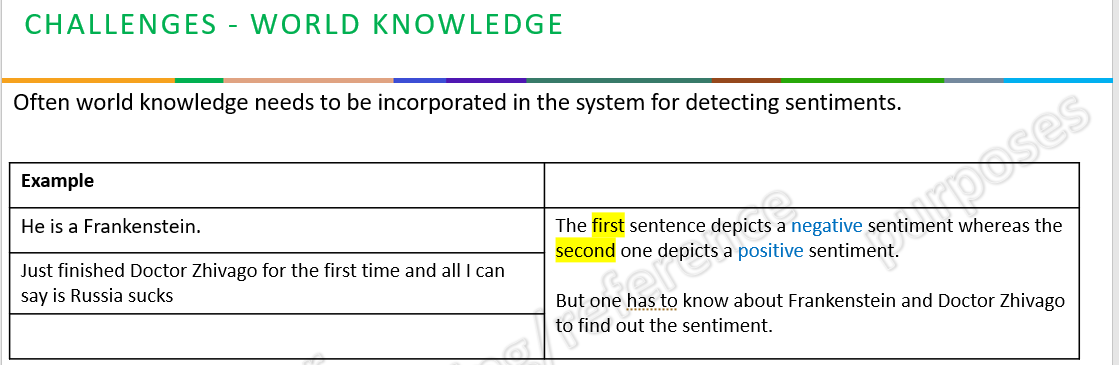 CHALLENGES - WORLD KNOWLEDGE
Often world knowledge needs to be incorporated in the system for detecting sentiments.
Example
He is a Frankenstein.
Just finished Doctor Zhivago for the first time and all I can
say is Russia sucks
The first sentence depicts a negative sentiment whereas the
second one depicts a positive sentiment.
But one has to know about Frankenstein and Doctor Zhivago
to find out the sentiment.
reference purposes